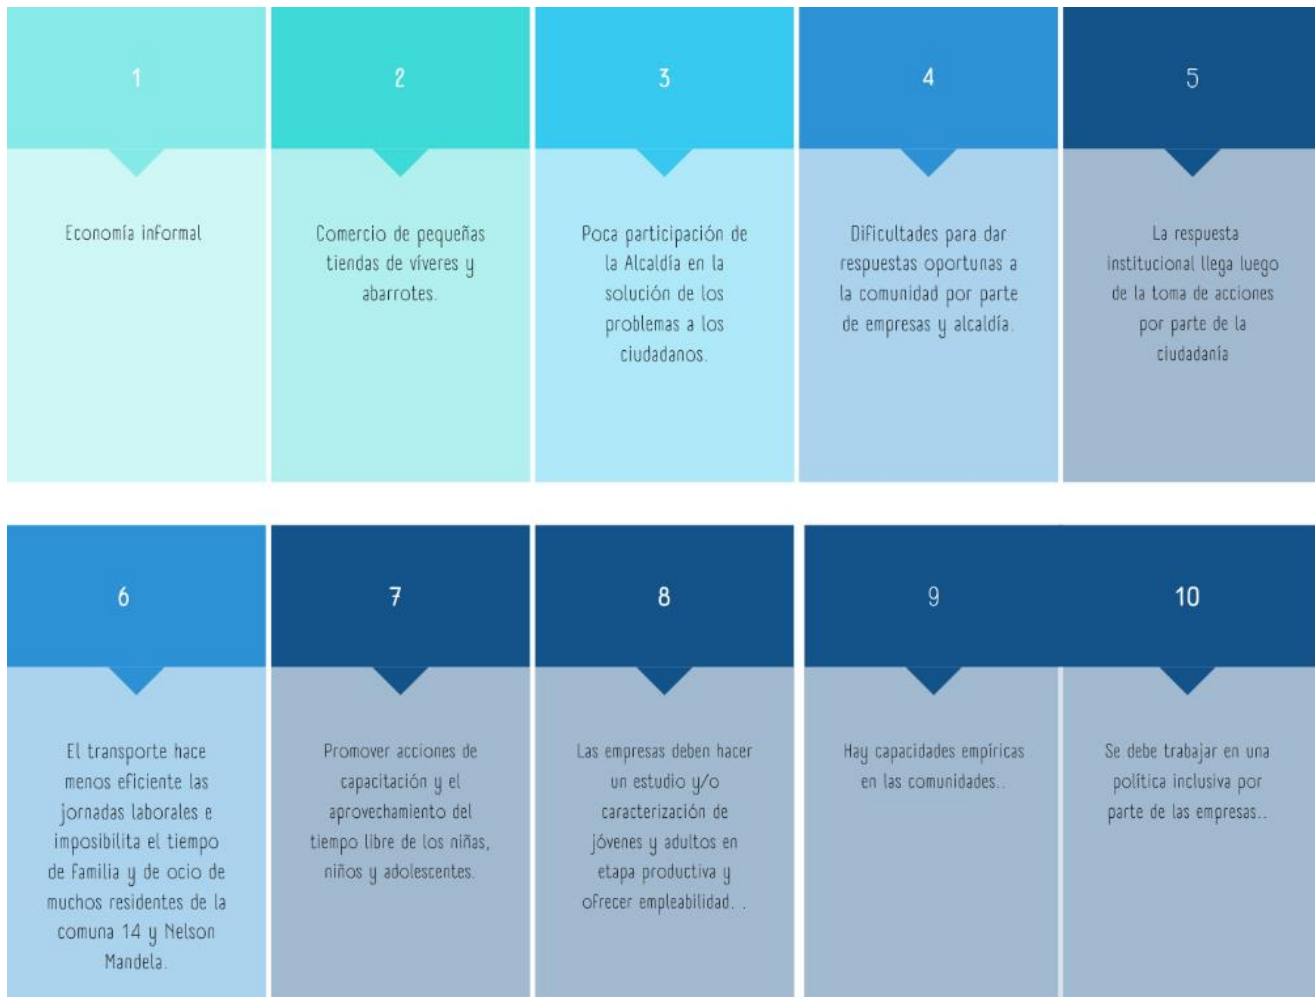 1
Economía informal
2
Comercio de pequeñas
tiendas de víveres y
abarrotes.
3
Poca participación de
la Alcaldía en la
solución de los
problemas a los
ciudadanos.
4
Dificultades para dar
respuestas oportunas a
la comunidad por parte
de empresas y alcaldía.
5
La respuesta
institucional llega luego
de la toma de acciones
por parte de la
ciudadanía
6
El transporte hace
menos eficiente las
jornadas laborales e
imposibilita el tiempo
de familia y de ocio de
muchos residentes de la
comuna 14 y Nelson
Mandela.
7
Promover acciones de
capacitación y el
aprovechamiento del
tiempo libre de los niñas,
niños y adolescentes.
8
Las empresas deben hacer
un estudio y/o
caracterización de
jóvenes y adultos en
etapa productiva y
ofrecer empleabilidad. .
9
Hay capacidades empíricas
en las comunidades..
10
Se debe trabajar en una
política inclusiva por
parte de las empresas..